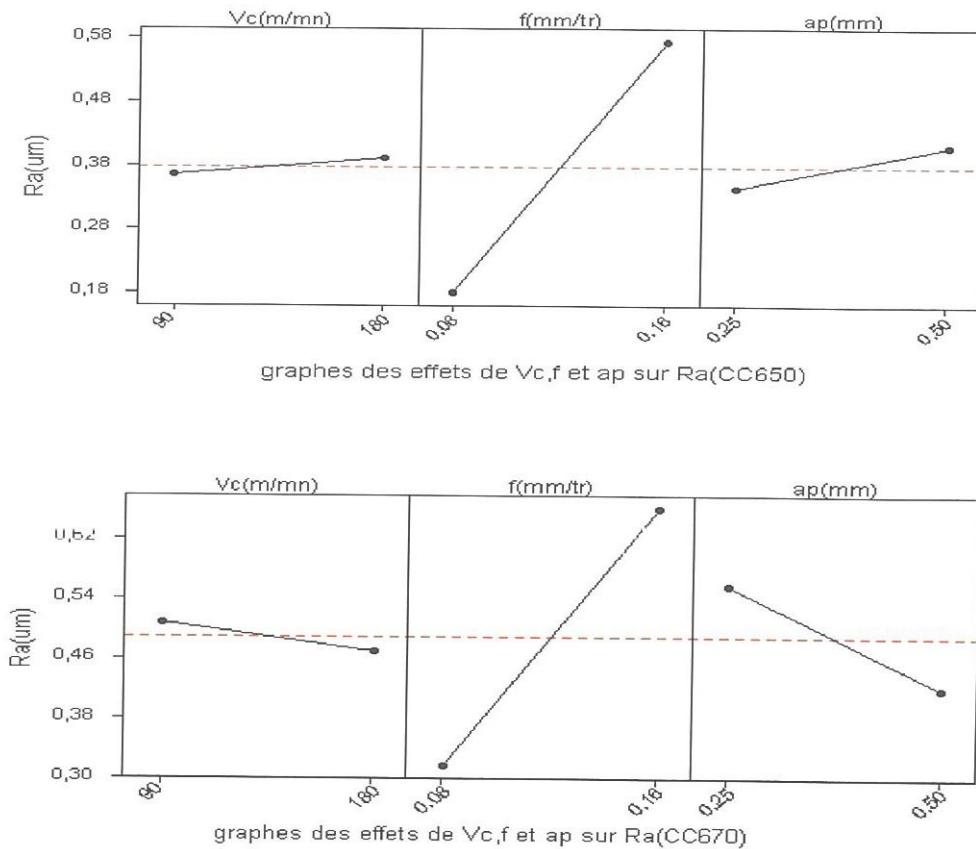 Vc(m/mn) f(mm/tr) ap(mm)
0,58
0,48
0,38
0,28
0,18
Ra(um)
90 180 0,08 0,16 0,25 0,50
graphes des effets de Vc,f et ap sur Ra(CC650)
Vc(m/mn) f(mm/tr) ap(mm)
0,62
0,54
0,46
0,38
0,30
Ra(um)
90 180 0,08 0,16 0,25 0,50
graphes des effets de Vc,f et ap sur Ra(CC670)